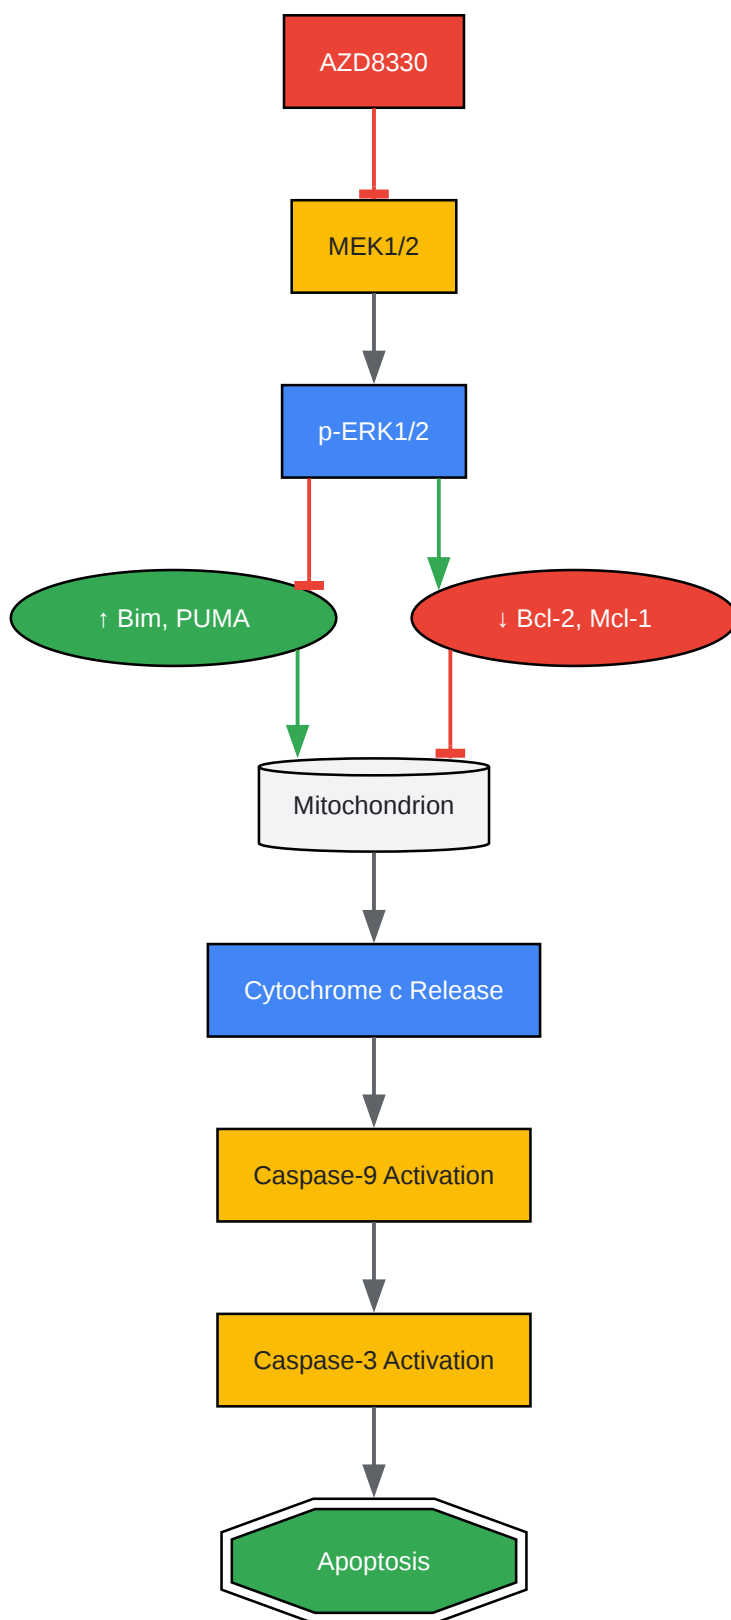 AZD8330
MEK1/2
p-ERK1/2
↑ Bim, PUMA
↓ Bcl-2, Mcl-1
Mitochondrion
Cytochrome c Release
Caspase-9 Activation
Caspase-3 Activation
Apoptosis